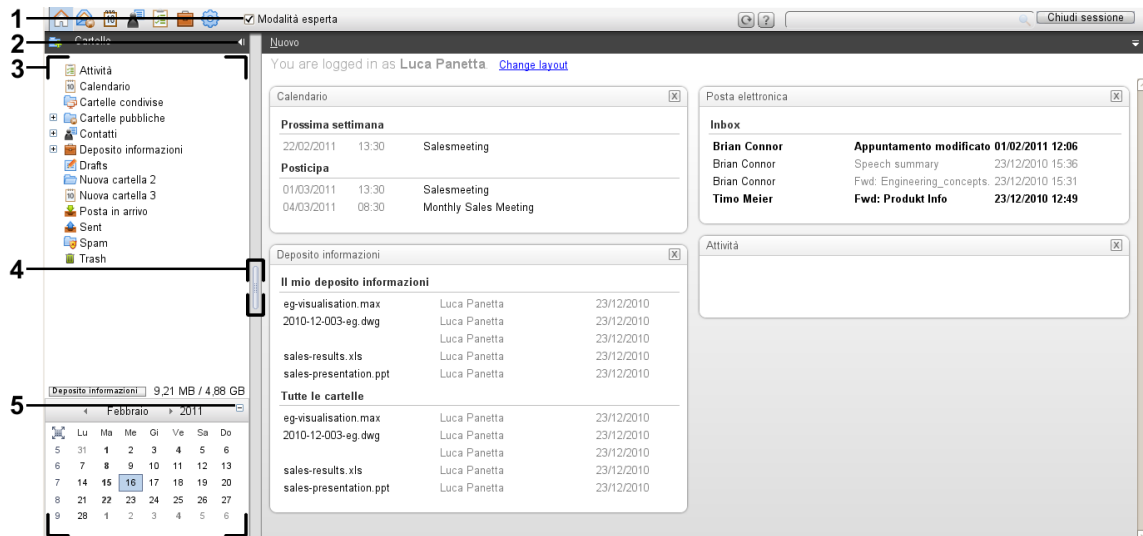 1
Modalità esperta
?
Chiudi sessione
2
Cartelle
Nuovo
3
You are logged in as Luca Panetta. Change layout
Attività
Calendario
Cartelle condivise
Cartelle pubbliche
Contatti
Deposito informazioni
Drafts
Nuova cartella 2
Nuova cartella 3
Posta in arrivo
Sent
Spam
Trash
4
Deposito informazioni 9,21 MB / 4,88 GB
5
Febbraio 2011
Lu Ma Me Gi Ve Sa Do
5 31 1 2 3 4 5 6
6 7 8 9 10 11 12 13
7 14 15 16 17 18 19 20
8 21 22 23 24 25 26 27
9 28 1 2 3 4 5 6
Calendario X
Prossima settimana
22/02/2011 13:30 Salesmeeting
Posticipa
01/03/2011 13:30 Salesmeeting
04/03/2011 08:30 Monthly Sales Meeting
Deposito informazioni X
Il mio deposito informazioni
eg-visualisation.max Luca Panetta 23/12/2010
2010-12-003-eg.dwg Luca Panetta 23/12/2010
Luca Panetta 23/12/2010
sales-results.xls Luca Panetta 23/12/2010
sales-presentation.ppt Luca Panetta 23/12/2010
Tutte le cartelle
eg-visualisation.max Luca Panetta 23/12/2010
2010-12-003-eg.dwg Luca Panetta 23/12/2010
Luca Panetta 23/12/2010
sales-results.xls Luca Panetta 23/12/2010
sales-presentation.ppt Luca Panetta 23/12/2010
Posta elettronica X
Inbox
Brian Connor Appuntamento modificato 01/02/2011 12:06
Brian Connor Speech summary 23/12/2010 15:36
Brian Connor Fwd: Engineering_concepts. 23/12/2010 15:31
Timo Meier Fwd: Produkt Info 23/12/2010 12:49
Attività X